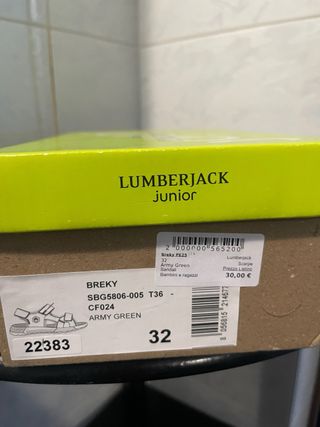 LUMBERJACK
junior
2 000000 565200
Breky PE23
32
Army Green
Sandali
Bambini e ragazzi
Lumberjack
Scarpe
Prezzo Listino
30,00 €
BREKY
SBG5806-005 T36 -
CF024
ARMY GREEN
22383
32